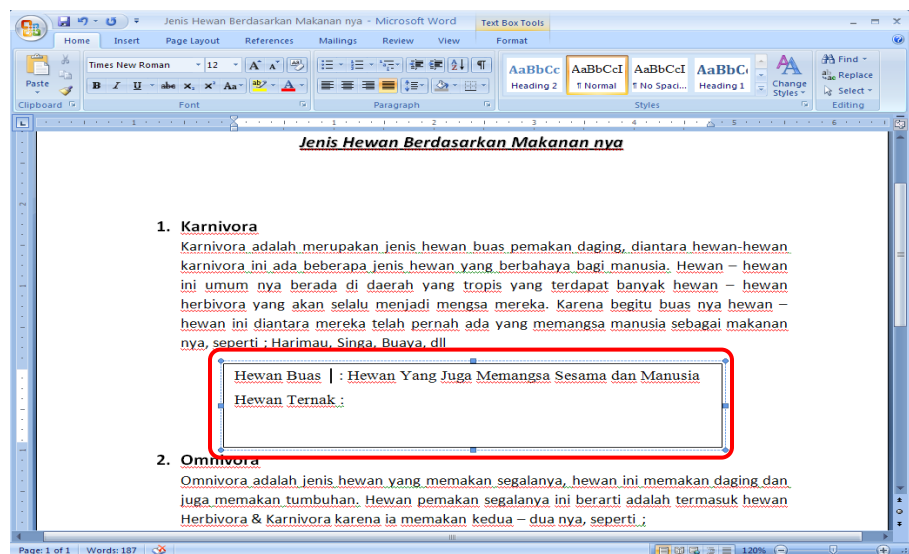 Jenis Hewan Berdasarkan Makanan nya - Microsoft Word
Text Box Tools
Home Insert Page Layout References Mailings Review View Format
Paste
Times New Roman 12
B I U abc x₂ x² Aa
AaBbCc AaBbCcI AaBbCcI AaBbC
Heading 2 ¶ Normal ¶ No Spaci... Heading 1
Change Styles
Find
Replace
Select
Clipboard Font Paragraph Styles Editing
Jenis Hewan Berdasarkan Makanan nya
1. Karnivora
Karnivora adalah merupakan jenis hewan buas pemakan daging, diantara hewan-hewan
karnivora ini ada beberapa jenis hewan yang berbahaya bagi manusia. Hewan – hewan
ini umum nya berada di daerah yang tropis yang terdapat banyak hewan – hewan
herbivora yang akan selalu menjadi mengsa mereka. Karena begitu buas nya hewan –
hewan ini diantara mereka telah pernah ada yang memangsa manusia sebagai makanan
nya, seperti ; Harimau, Singa, Buaya, dll
Hewan Buas : Hewan Yang Juga Memangsa Sesama dan Manusia
Hewan Ternak :
2. Omnivora
Omnivora adalah jenis hewan yang memakan segalanya, hewan ini memakan daging dan
juga memakan tumbuhan. Hewan pemakan segalanya ini berarti adalah termasuk hewan
Herbivora & Karnivora karena ia memakan kedua – dua nya, seperti ;
Page: 1 of 1 Words: 187 120%